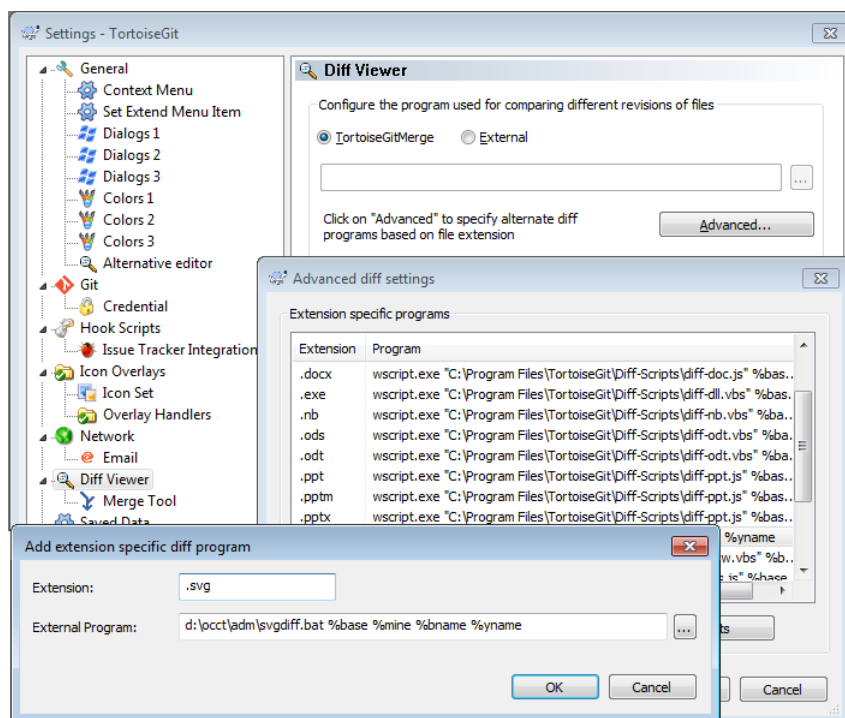 Settings - TortoiseGit
General
Context Menu
Set Extend Menu Item
Dialogs 1
Dialogs 2
Dialogs 3
Colors 1
Colors 2
Colors 3
Alternative editor
Git
Credential
Hook Scripts
Issue Tracker Integration
Icon Overlays
Icon Set
Overlay Handlers
Network
Email
Diff Viewer
Merge Tool
Saved Data
Diff Viewer
Configure the program used for comparing different revisions of files
TortoiseGitMerge External
...
Click on "Advanced" to specify alternate diff
programs based on file extension
Advanced...
Advanced diff settings
Extension specific programs
Extension Program
.docx wscript.exe "C:\Program Files\TortoiseGit\Diff-Scripts\diff-doc.js" %bas..
.exe wscript.exe "C:\Program Files\TortoiseGit\Diff-Scripts\diff-dll.vbs" %bas..
.nb wscript.exe "C:\Program Files\TortoiseGit\Diff-Scripts\diff-nb.vbs" %ba..
.ods wscript.exe "C:\Program Files\TortoiseGit\Diff-Scripts\diff-odt.vbs" %ba.
.odt wscript.exe "C:\Program Files\TortoiseGit\Diff-Scripts\diff-odt.vbs" %ba..
.ppt wscript.exe "C:\Program Files\TortoiseGit\Diff-Scripts\diff-ppt.js" %bas..
.pptm wscript.exe "C:\Program Files\TortoiseGit\Diff-Scripts\diff-ppt.js" %bas..
.pptx wscript.exe "C:\Program Files\TortoiseGit\Diff-Scripts\diff-ppt.js" %bas..
%yname
w.vbs" %b..
s.js" %base
ts
Cancel
Add extension specific diff program
Extension: .svg
External Program: d:\occt\adm\svgdiff.bat %base %mine %bname %yname ...
OK Cancel